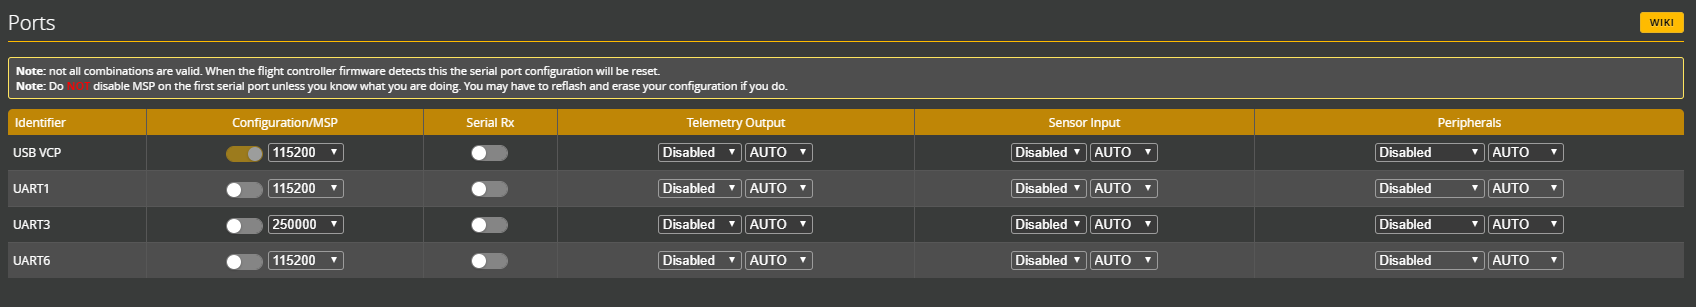 Ports
WIKI
Note: not all combinations are valid. When the flight controller firmware detects this the serial port configuration will be reset.
Note: Do NOT disable MSP on the first serial port unless you know what you are doing. You may have to reflash and erase your configuration if you do.
Identifier Configuration/MSP Serial Rx Telemetry Output Sensor Input Peripherals
USB VCP 115200 Disabled AUTO Disabled AUTO Disabled AUTO
UART1 115200 Disabled AUTO Disabled AUTO Disabled AUTO
UART3 250000 Disabled AUTO Disabled AUTO Disabled AUTO
UART6 115200 Disabled AUTO Disabled AUTO Disabled AUTO